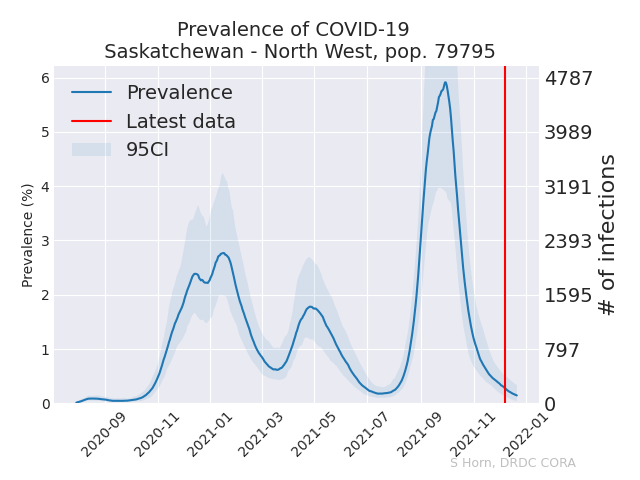 Prevalence of COVID-19
Saskatchewan - North West, pop. 79795
Prevalence
Latest data
95CI
Prevalence (%)
6
5
4
3
2
1
0
4787
3989
3191
2393
1595
797
0
# of infections
2020-09
2020-11
2021-01
2021-03
2021-05
2021-07
2021-09
2021-11
2022-01
S Horn, DRDC CORA